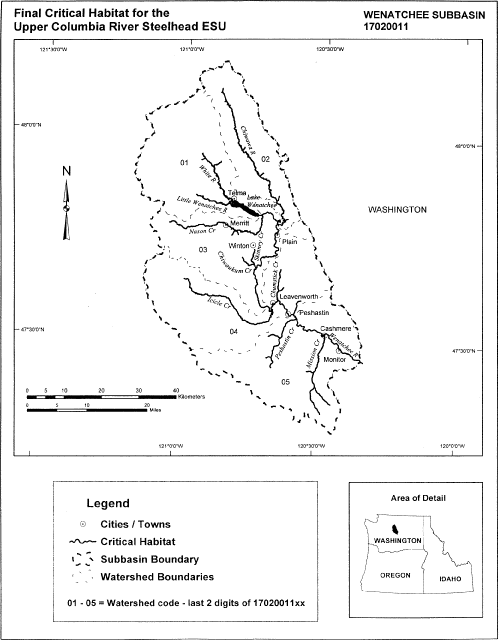 Final Critical Habitat for the
Upper Columbia River Steelhead ESU
WENATCHEE SUBBASIN
17020011
121°30'0"W
121°0'0"W
120°30'0"W
48°0'0"N
48°0'0"N
N
01
02
Chiwawa R
White R
Telma
Lake
Wenatchee
Little Wenatchee R
WASHINGTON
Merritt
Nason Cr
Plain
Winton
03
Chiwaukum Cr
Chumstick Cr
Leavenworth
Icicle Cr
Peshastin
47°30'0"N
04
Cashmere
47°30'0"N
Peshastin Cr
Mission Cr
Wenatchee R
Monitor
05
0 5 10 20 30 40
Kilometers
0 5 10 20
Miles
121°0'0"W
120°30'0"W
120°0'0"W
Legend
Cities / Towns
Critical Habitat
Subbasin Boundary
Watershed Boundaries
01 - 05 = Watershed code - last 2 digits of 17020011xx
Area of Detail
WASHINGTON
OREGON
IDAHO